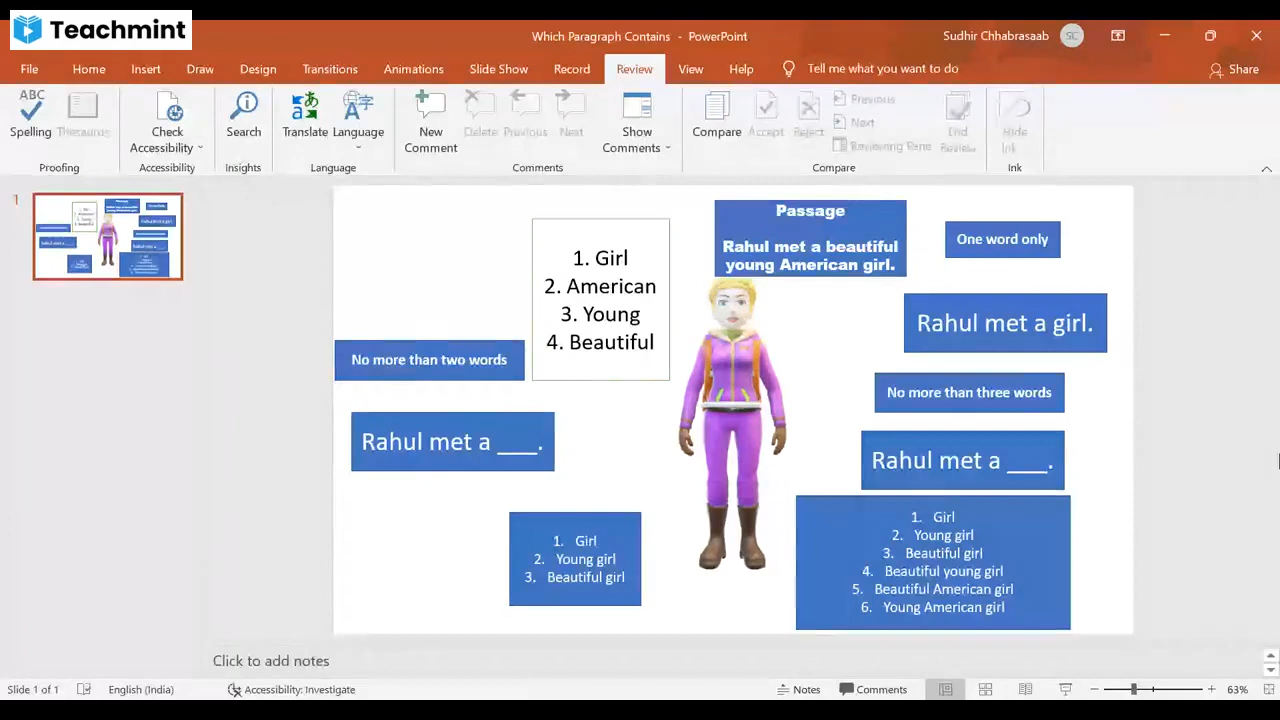 Teachmint
Which Paragraph Contains - PowerPoint
Sudhir Chhabrasaab
SC
File
Home
Insert
Draw
Design
Transitions
Animations
Slide Show
Record
Review
View
Help
Tell me what you want to do
Share
ABC
Spelling
Thesaurus
Proofing
Check
Accessibility
Accessibility
Search
Insights
Translate
Language
Language
New
Comment
Delete
Previous
Next
Show
Comments
Comments
Compare
Accept
Reject
Previous
Next
Reviewing Pane
End
Review
Compare
Hide
Ink
Ink
1
Passage
Rahul met a beautiful
young American girl.
One word only
1. Girl
2. American
3. Young
4. Beautiful
Rahul met a girl.
No more than two words
No more than three words
Rahul met a ____.
Rahul met a ____.
1. Girl
2. Young girl
3. Beautiful girl
1. Girl
2. Young girl
3. Beautiful girl
4. Beautiful young girl
5. Beautiful American girl
6. Young American girl
Click to add notes
Slide 1 of 1
English (India)
Accessibility: Investigate
Notes
Comments
63%